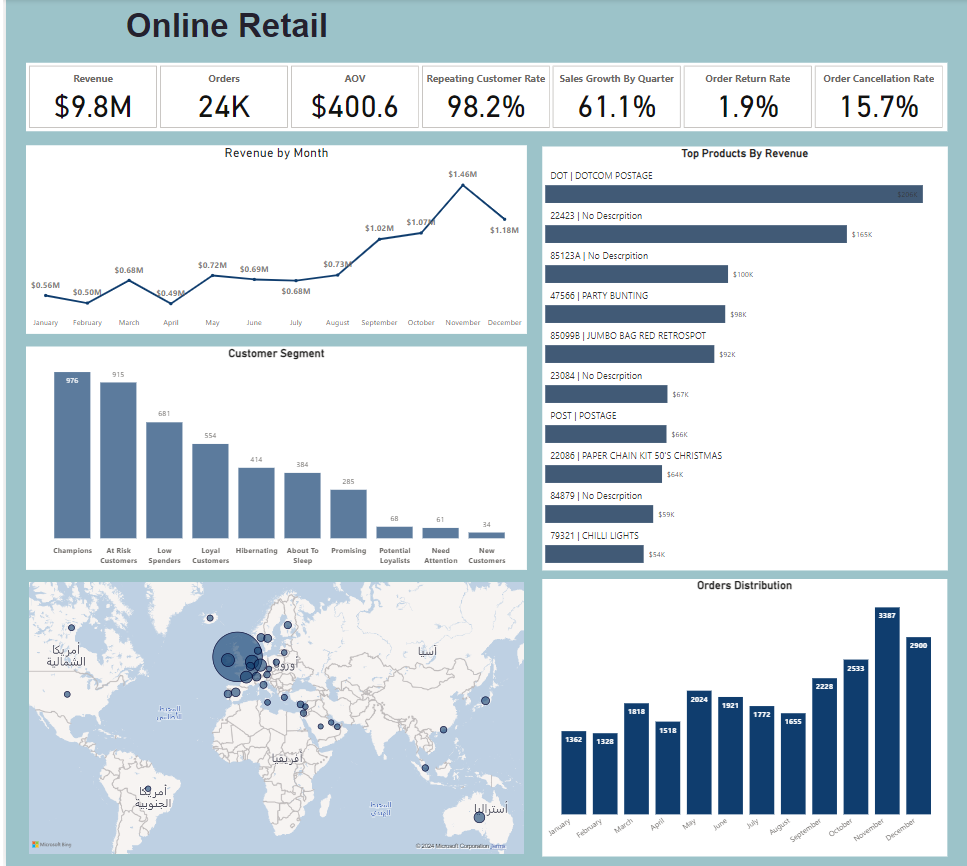 Online Retail
Revenue
$9.8M
Orders
24K
AOV
$400.6
Repeating Customer Rate
98.2%
Sales Growth By Quarter
61.1%
Order Return Rate
1.9%
Order Cancellation Rate
15.7%
Revenue by Month
$0.56M
$0.50M
$0.68M
$0.49M
$0.72M
$0.69M
$0.68M
$0.73M
$1.02M
$1.07M
$1.46M
$1.18M
January February March April May June July August September October November December
Top Products By Revenue
DOT | DOTCOM POSTAGE
22423 | No Descrpition
$165K
85123A | No Descrpition
$100K
47566 | PARTY BUNTING
$98K
85099B | JUMBO BAG RED RETROSPOT
$92K
23084 | No Descrpition
$67K
POST | POSTAGE
$66K
22086 | PAPER CHAIN KIT 50'S CHRISTMAS
$64K
84879 | No Descrpition
$59K
79321 | CHILLI LIGHTS
$54K
Customer Segment
976
915
681
554
414
384
285
68
61
34
Champions
At Risk
Customers
Low
Spenders
Loyal
Customers
Hibernating
About To
Sleep
Promising
Potential
Loyalists
Need
Attention
New
Customers
أمريكا
الشمالية
المحيط
الأطلسي
أوروبا
آسيا
أفريقيا
أمريكا
الجنوبية
المحيط
الهندي
أستراليا
Microsoft Bing
© 2024 Microsoft Corporation Terms
Orders Distribution
1362
1328
1818
1518
2024
1921
1772
1655
2228
2533
3387
2900
January February March April May June July August September October November December